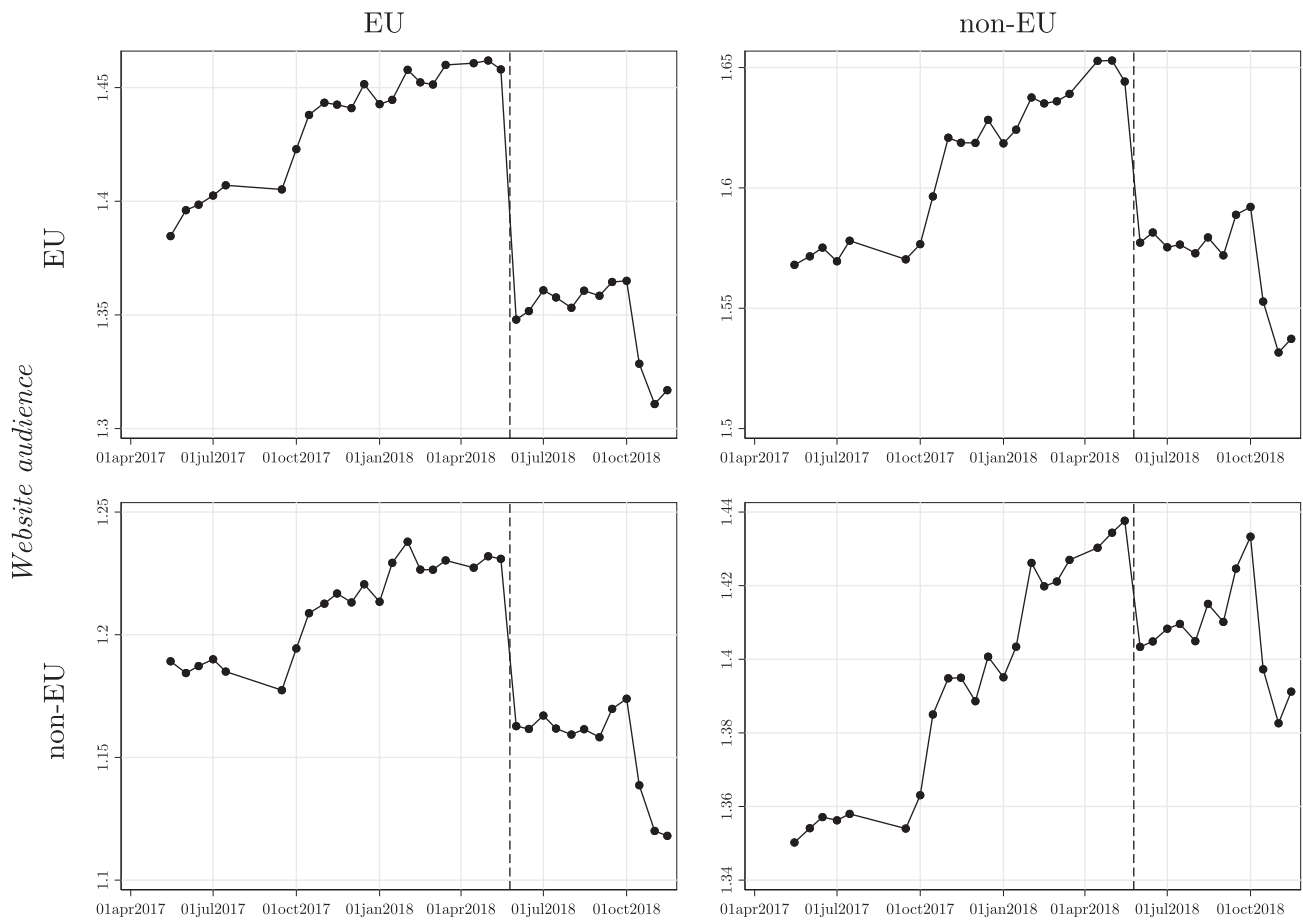 EU
non-EU
Website audience
EU
1.45
1.4
1.35
1.3
01apr2017 01jul2017 01oct2017 01jan2018 01apr2018 01jul2018 01oct2018
1.65
1.6
1.55
1.5
01apr2017 01jul2017 01oct2017 01jan2018 01apr2018 01jul2018 01oct2018
non-EU
1.25
1.2
1.15
1.1
01apr2017 01jul2017 01oct2017 01jan2018 01apr2018 01jul2018 01oct2018
1.44
1.42
1.4
1.38
1.36
1.34
01apr2017 01jul2017 01oct2017 01jan2018 01apr2018 01jul2018 01oct2018